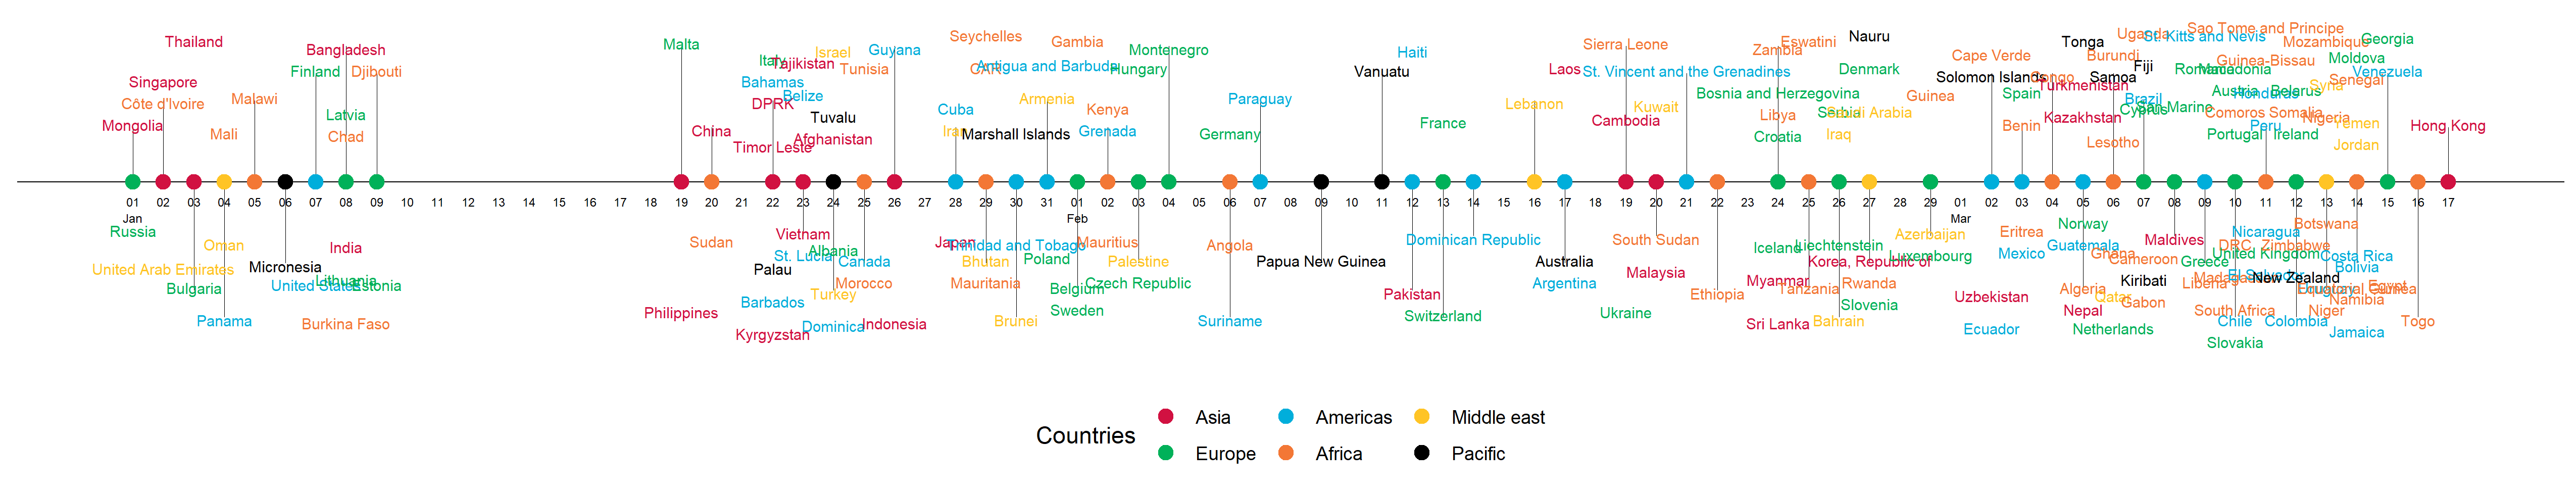 Sao Tome and Principe
Uganda
Seychelles
St. Kitts and Nevis
Nauru
Georgia
Thailand
Gambia
Eswatini
Tonga
Mozambique
Malta
Sierra Leone
Bangladesh
Guyana
Montenegro
Zambia
Israel
Haiti
Cape Verde
Burundi
Moldova
Italy
Tajikistan
Guinea-Bissau
Antigua and Barbuda
Fiji
CAR
Hungary
Tunisia
Laos
Denmark
Romania
Macedonia
Finland
Djibouti
Vanuatu
St. Vincent and the Grenadines
Venezuela
Solomon Islands
Congo
Samoa
Senegal
Singapore
Bahamas
Turkmenistan
Syria
Austria
Honduras
Belarus
Bosnia and Herzegovina
Spain
Belize
Guinea
Malawi
Armenia
Paraguay
Brazil
Côte d'Ivoire
DPRK
Lebanon
Kuwait
San Marino
Cuba
Kenya
Cyprus
Serbia
Saudi Arabia
Comoros
Somalia
Latvia
Libya
Tuvalu
Kazakhstan
Nigeria
Cambodia
France
Yemen
Mongolia
Benin
Peru
Hong Kong
China
Iran
Grenada
Mali
Marshall Islands
Germany
Iraq
Portugal
Ireland
Chad
Croatia
Afghanistan
Lesotho
Jordan
Timor Leste
01 02 03 04 05 06 07 08 09 10 11 12 13 14 15 16 17 18 19 20 21 22 23 24 25 26 27 28 29 30 31 01 02 03 04 05 06 07 08 09 10 11 12 13 14 15 16 17 18 19 20 21 22 23 24 25 26 27 28 29 01 02 03 04 05 06 07 08 09 10 11 12 13 14 15 16 17
Jan
Feb
Mar
Norway
Botswana
Russia
Eritrea
Nicaragua
Vietnam
Azerbaijan
Sudan
Japan
Mauritius
Dominican Republic
South Sudan
Maldives
Oman
Trinidad and Tobago
Angola
Liechtenstein
Guatemala
DRC
Zimbabwe
India
Iceland
Albania
Mexico
Ghana
United Kingdom
St. Lucia
Luxembourg
Costa Rica
Poland
Cameroon
Canada
Bhutan
Palestine
Papua New Guinea
Australia
Korea, Republic of
Greece
Micronesia
Bolivia
United Arab Emirates
Palau
Malaysia
El Salvador
New Zealand
Madagascar
Lithuania
Myanmar
Kiribati
Morocco
Mauritania
Czech Republic
Argentina
Rwanda
Liberia
United States
Estonia
Egypt
Bulgaria
Belgium
Tanzania
Algeria
Uruguay
Equatorial Guinea
Turkey
Pakistan
Ethiopia
Uzbekistan
Qatar
Namibia
Barbados
Gabon
Slovenia
Sweden
Nepal
South Africa
Niger
Philippines
Ukraine
Switzerland
Panama
Brunei
Suriname
Bahrain
Chile
Colombia
Togo
Burkina Faso
Indonesia
Sri Lanka
Dominica
Ecuador
Netherlands
Jamaica
Kyrgyzstan
Slovakia
Countries
Asia
Americas
Middle east
Europe
Africa
Pacific